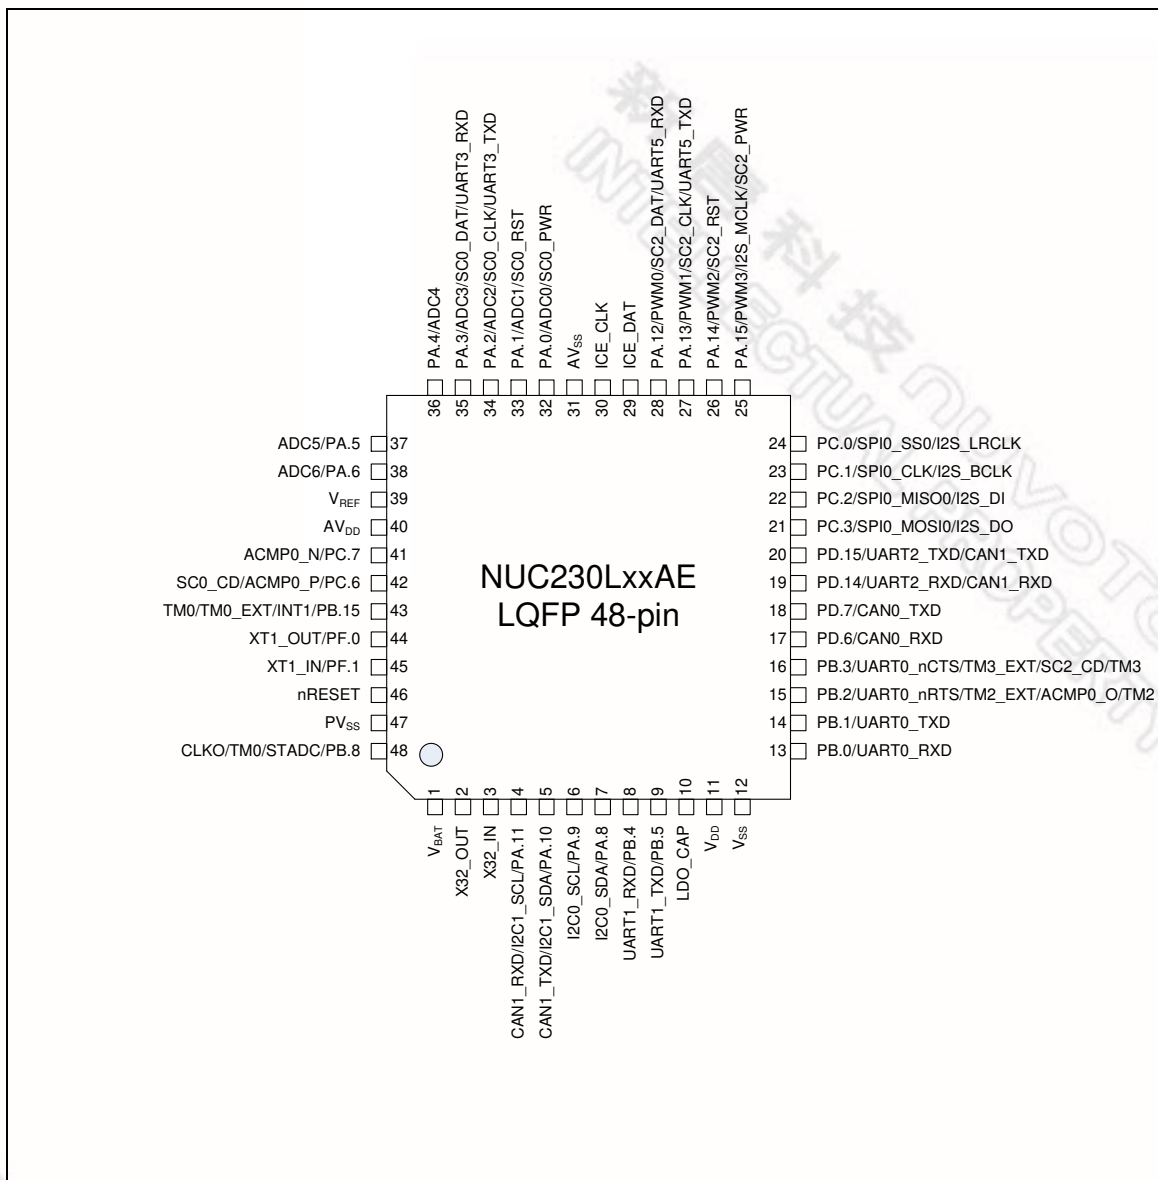 新唐科技 NUVOTO
INTELLECTUAL PROPERTY
PA.4/ADC4
PA.3/ADC3/SC0_DAT/UART3_RXD
PA.2/ADC2/SC0_CLK/UART3_TXD
PA.1/ADC1/SC0_RST
PA.0/ADC0/SC0_PWR
AVSS
ICE_CLK
ICE_DAT
PA.12/PWM0/SC2_DAT/UART5_RXD
PA.13/PWM1/SC2_CLK/UART5_TXD
PA.14/PWM2/SC2_RST
PA.15/PWM3/I2S_MCLK/SC2_PWR
36 35 34 33 32 31 30 29 28 27 26 25
ADC5/PA.5 37
ADC6/PA.6 38
VREF 39
AVDD 40
ACMP0_N/PC.7 41
SC0_CD/ACMP0_P/PC.6 42
TM0/TM0_EXT/INT1/PB.15 43
XT1_OUT/PF.0 44
XT1_IN/PF.1 45
nRESET 46
PVSS 47
CLKO/TM0/STADC/PB.8 48
NUC230LxxAE
LQFP 48-pin
24 PC.0/SPI0_SS0/I2S_LRCLK
23 PC.1/SPI0_CLK/I2S_BCLK
22 PC.2/SPI0_MISO0/I2S_DI
21 PC.3/SPI0_MOSI0/I2S_DO
20 PD.15/UART2_TXD/CAN1_TXD
19 PD.14/UART2_RXD/CAN1_RXD
18 PD.7/CAN0_TXD
17 PD.6/CAN0_RXD
16 PB.3/UART0_nCTS/TM3_EXT/SC2_CD/TM3
15 PB.2/UART0_nRTS/TM2_EXT/ACMP0_O/TM2
14 PB.1/UART0_TXD
13 PB.0/UART0_RXD
1 2 3 4 5 6 7 8 9 10 11 12
VBAT
X32_OUT
X32_IN
CAN1_RXD/I2C1_SCL/PA.11
CAN1_TXD/I2C1_SDA/PA.10
I2C0_SCL/PA.9
I2C0_SDA/PA.8
UART1_RXD/PB.4
UART1_TXD/PB.5
LDO_CAP
VDD
VSS